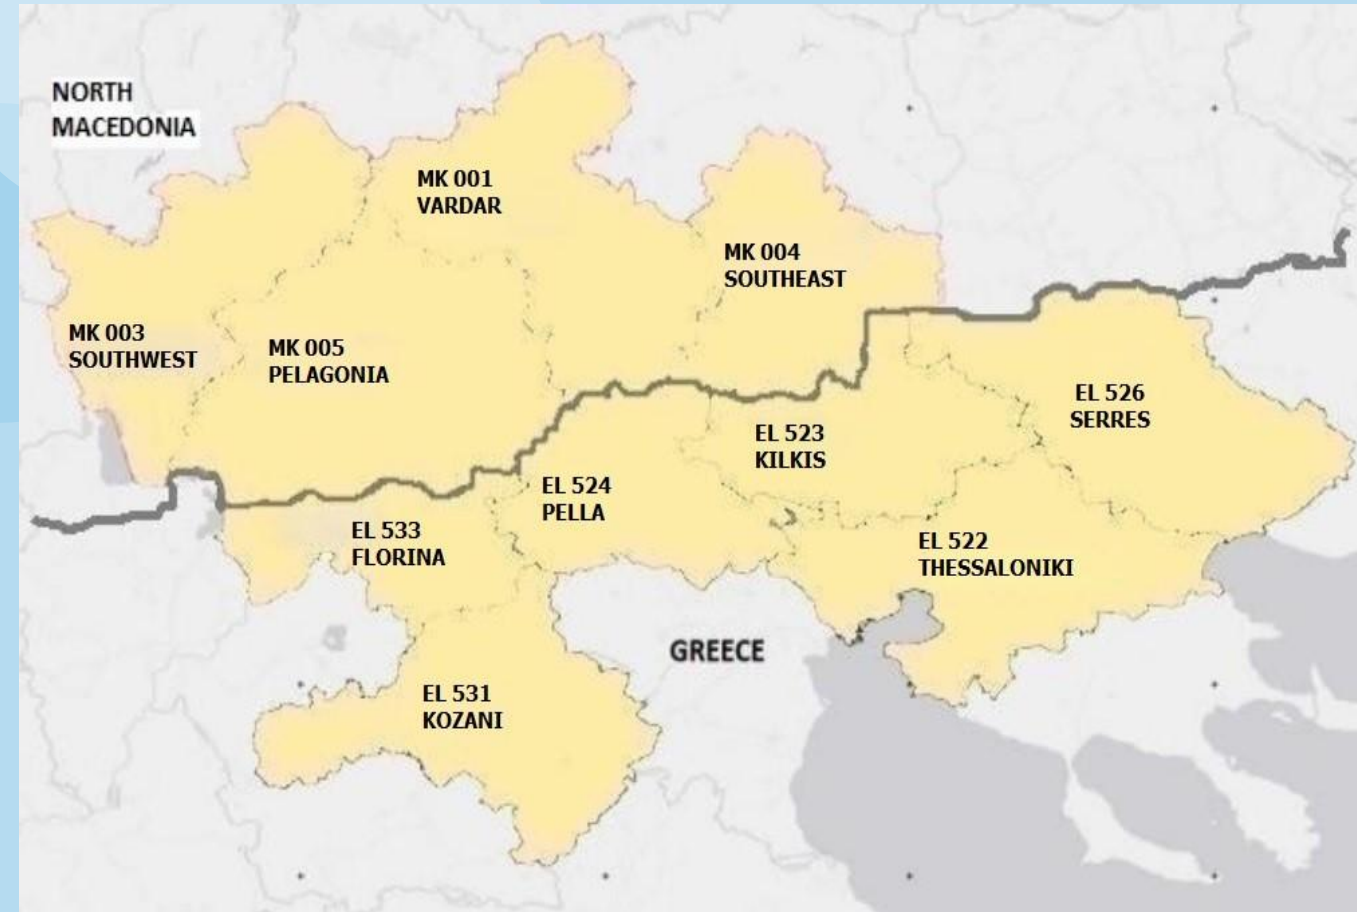 NORTH
MACEDONIA
MK 001
VARDAR
MK 004
SOUTHEAST
MK 003
SOUTHWEST
MK 005
PELAGONIA
EL 526
SERRES
EL 523
KILKIS
EL 524
PELLA
EL 533
FLORINA
EL 522
THESSALONIKI
GREECE
EL 531
KOZANI